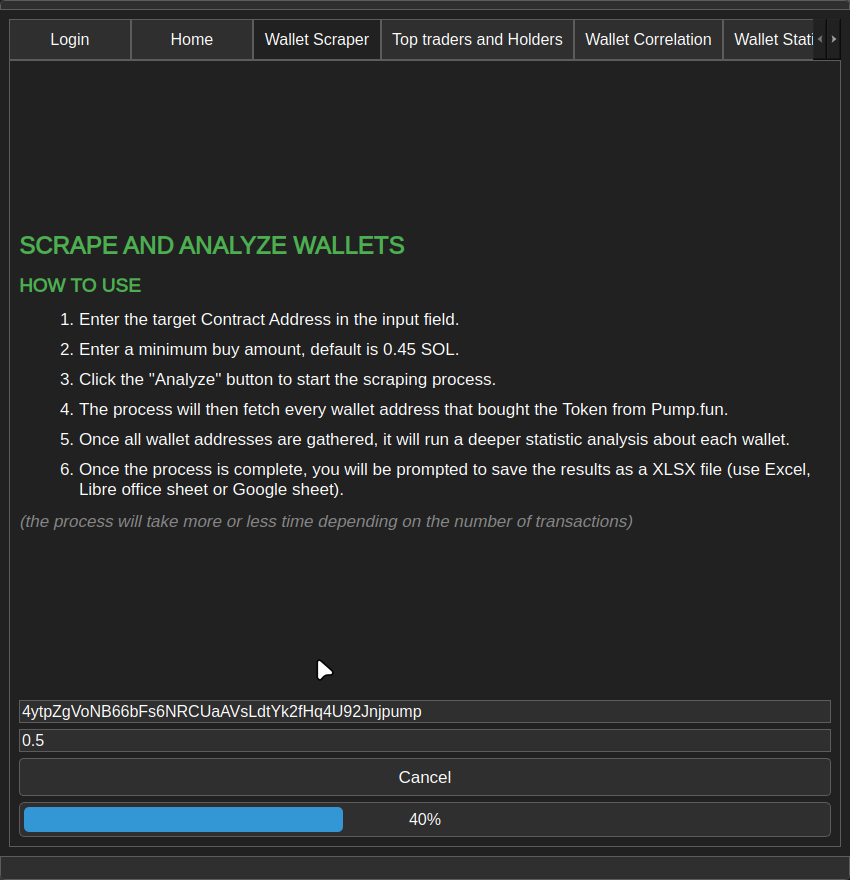 Login Home Wallet Scraper Top traders and Holders Wallet Correlation Wallet Stati
SCRAPE AND ANALYZE WALLETS
HOW TO USE
1. Enter the target Contract Address in the input field.
2. Enter a minimum buy amount, default is 0.45 SOL.
3. Click the "Analyze" button to start the scraping process.
4. The process will then fetch every wallet address that bought the Token from Pump.fun.
5. Once all wallet addresses are gathered, it will run a deeper statistic analysis about each wallet.
6. Once the process is complete, you will be prompted to save the results as a XLSX file (use Excel,
Libre office sheet or Google sheet).
(the process will take more or less time depending on the number of transactions)
4ytpZgVoNB66bFs6NRCUaAVsLdtYk2fHq4U92Jnjpump
0.5
Cancel
40%